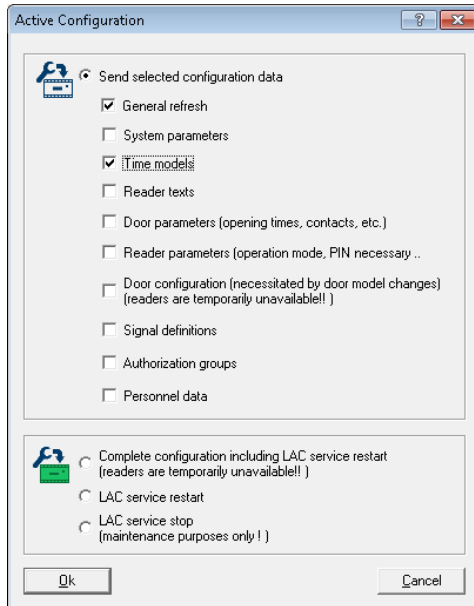 Active Configuration
Send selected configuration data
General refresh
System parameters
Time models
Reader texts
Door parameters (opening times, contacts, etc.)
Reader parameters (operation mode, PIN necessary ..
Door configuration (necessitated by door model changes)
(readers are temporarily unavailable!! )
Signal definitions
Authorization groups
Personnel data
Complete configuration including LAC service restart
(readers are temporarily unavailable!! )
LAC service restart
LAC service stop
(maintenance purposes only ! )
Ok
Cancel